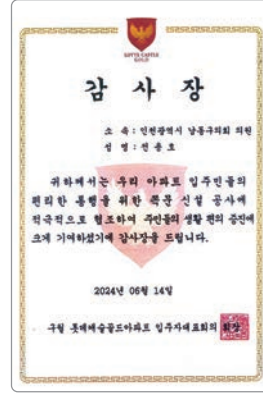 LOTTE CASTLE
GOLD
감 사 장
소 속 : 인천광역시 남동구의회 의원
성 명 : 전용호
귀하께서는 우리 아파트 입주민들의
편리한 통행을 위한 쪽문 신설 공사에
적극적으로 협조하여 주민들의 생활 편의 증진에
크게 기여하셨기에 감사장을 드립니다.
2024년 06월 14일
구월 롯데캐슬골드아파트 입주자대표회의 회장